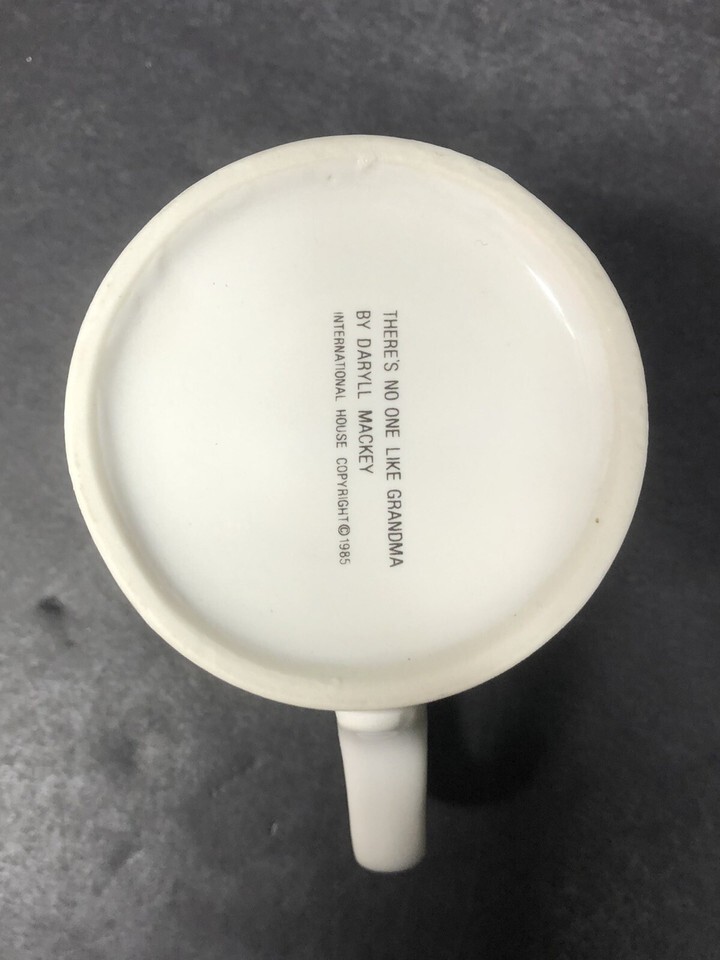 THERE'S NO ONE LIKE GRANDMA
BY DARYLL MACKEY
INTERNATIONAL HOUSE COPYRIGHT © 1985